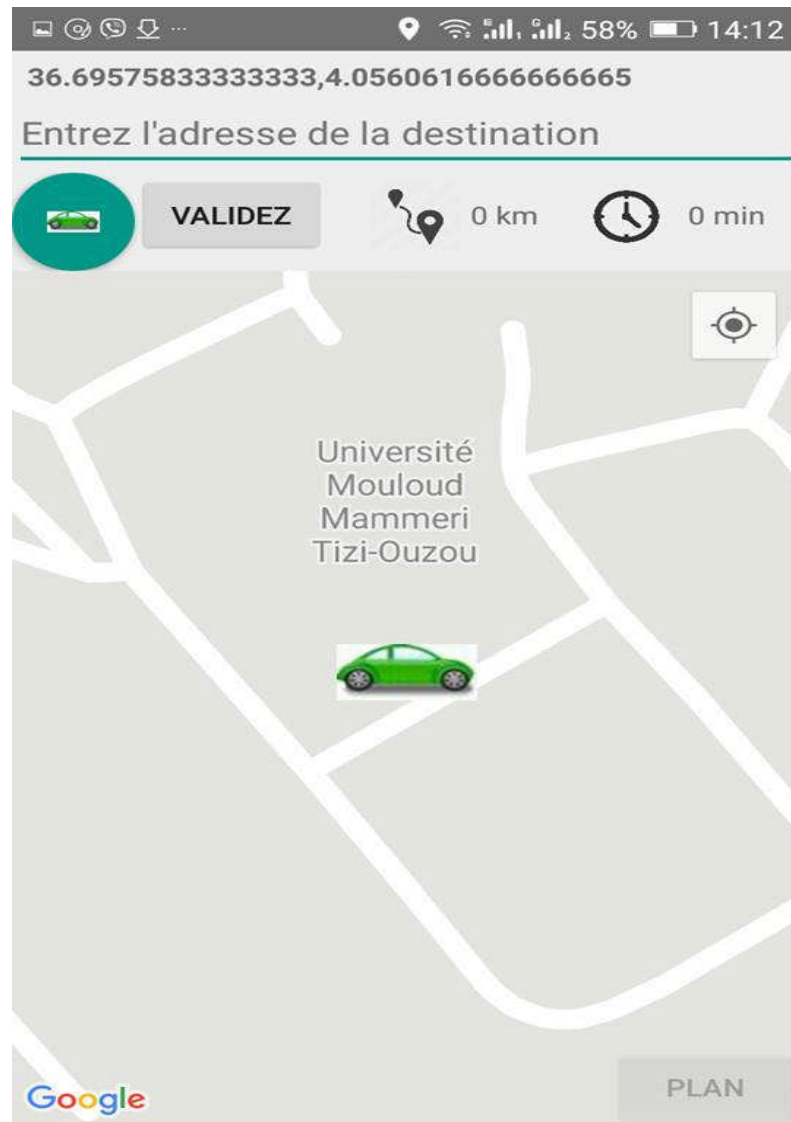 58% 14:12
36.69575833333333,4.0560616666666665
Entrez l'adresse de la destination
VALIDEZ 0 km 0 min
Université
Mouloud
Mammeri
Tizi-Ouzou
Google PLAN